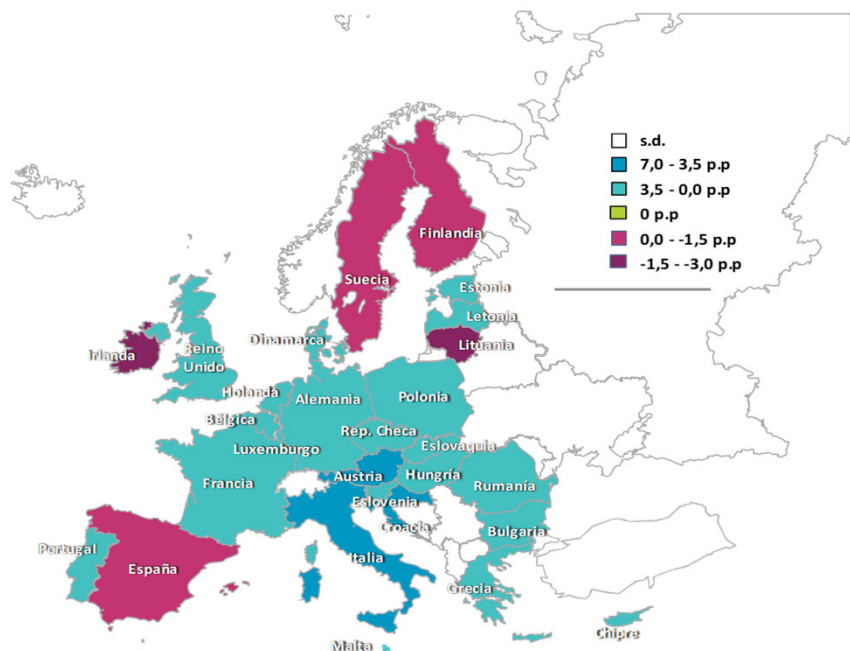 s.d.
7,0 - 3,5 p.p
3,5 - 0,0 p.p
0 p.p
0,0 - -1,5 p.p
-1,5 - -3,0 p.p
Finlandia
Suecia
Estonia
Letonia
Dinamarca
Lituania
Irlanda
Reino
Unido
Holanda
Alemania
Polonia
Bélgica
Rep. Checa
Luxemburgo
Eslovaquia
Austria
Hungría
Francia
Rumanía
Eslovenia
Croacia
Bulgaria
Portugal
España
Italia
Grecia
Chipre
Malta